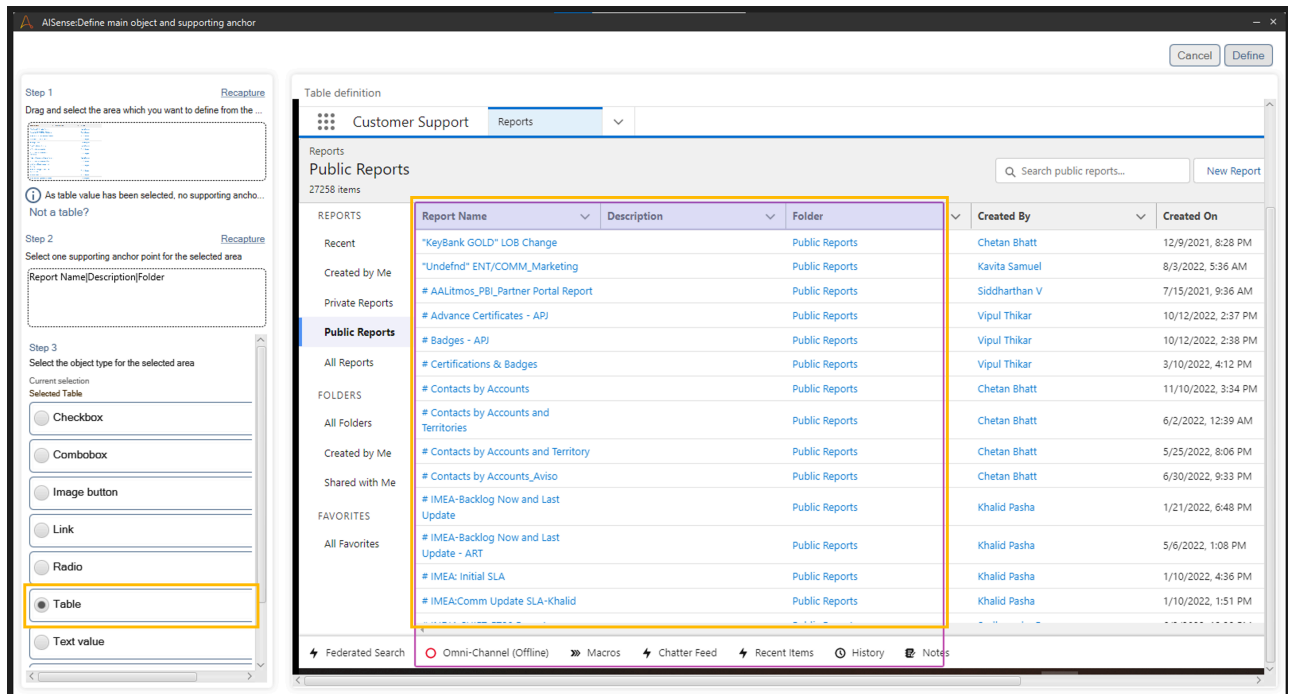 AISense:Define main object and supporting anchor
Cancel Define
Step 1 Recapture
Drag and select the area which you want to define from the ...
As table value has been selected, no supporting ancho...
Not a table?
Step 2 Recapture
Select one supporting anchor point for the selected area
Report Name|Description|Folder
Step 3
Select the object type for the selected area
Current selection
Selected Table
Checkbox
Combobox
Image button
Link
Radio
Table
Text value
Table definition
Customer Support Reports
Reports
Public Reports
27258 items
Search public reports... New Report
REPORTS
Recent
Created by Me
Private Reports
Public Reports
All Reports
FOLDERS
All Folders
Created by Me
Shared with Me
FAVORITES
All Favorites
Report Name Description Folder Created By Created On
"KeyBank GOLD" LOB Change Public Reports Chetan Bhatt 12/9/2021, 8:28 PM
"Undefnd" ENT/COMM_Marketing Public Reports Kavita Samuel 8/3/2022, 5:36 AM
# AALitmos_PBI_Partner Portal Report Public Reports Siddharthan V 7/15/2021, 9:36 AM
# Advance Certificates - APJ Public Reports Vipul Thikar 10/12/2022, 2:37 PM
# Badges - APJ Public Reports Vipul Thikar 10/12/2022, 2:38 PM
# Certifications & Badges Public Reports Vipul Thikar 3/10/2022, 4:12 PM
# Contacts by Accounts Public Reports Chetan Bhatt 11/10/2022, 3:34 PM
# Contacts by Accounts and
Territories Public Reports Chetan Bhatt 6/2/2022, 12:39 AM
# Contacts by Accounts and Territory Public Reports Chetan Bhatt 5/25/2022, 8:06 PM
# Contacts by Accounts_Aviso Public Reports Chetan Bhatt 6/30/2022, 9:33 PM
# IMEA-Backlog Now and Last
Update Public Reports Khalid Pasha 1/21/2022, 6:48 PM
# IMEA-Backlog Now and Last
Update - ART Public Reports Khalid Pasha 5/6/2022, 1:08 PM
# IMEA: Initial SLA Public Reports Khalid Pasha 1/10/2022, 4:36 PM
# IMEA:Comm Update SLA-Khalid Public Reports Khalid Pasha 1/10/2022, 1:51 PM
Federated Search Omni-Channel (Offline) Macros Chatter Feed Recent Items History Notes